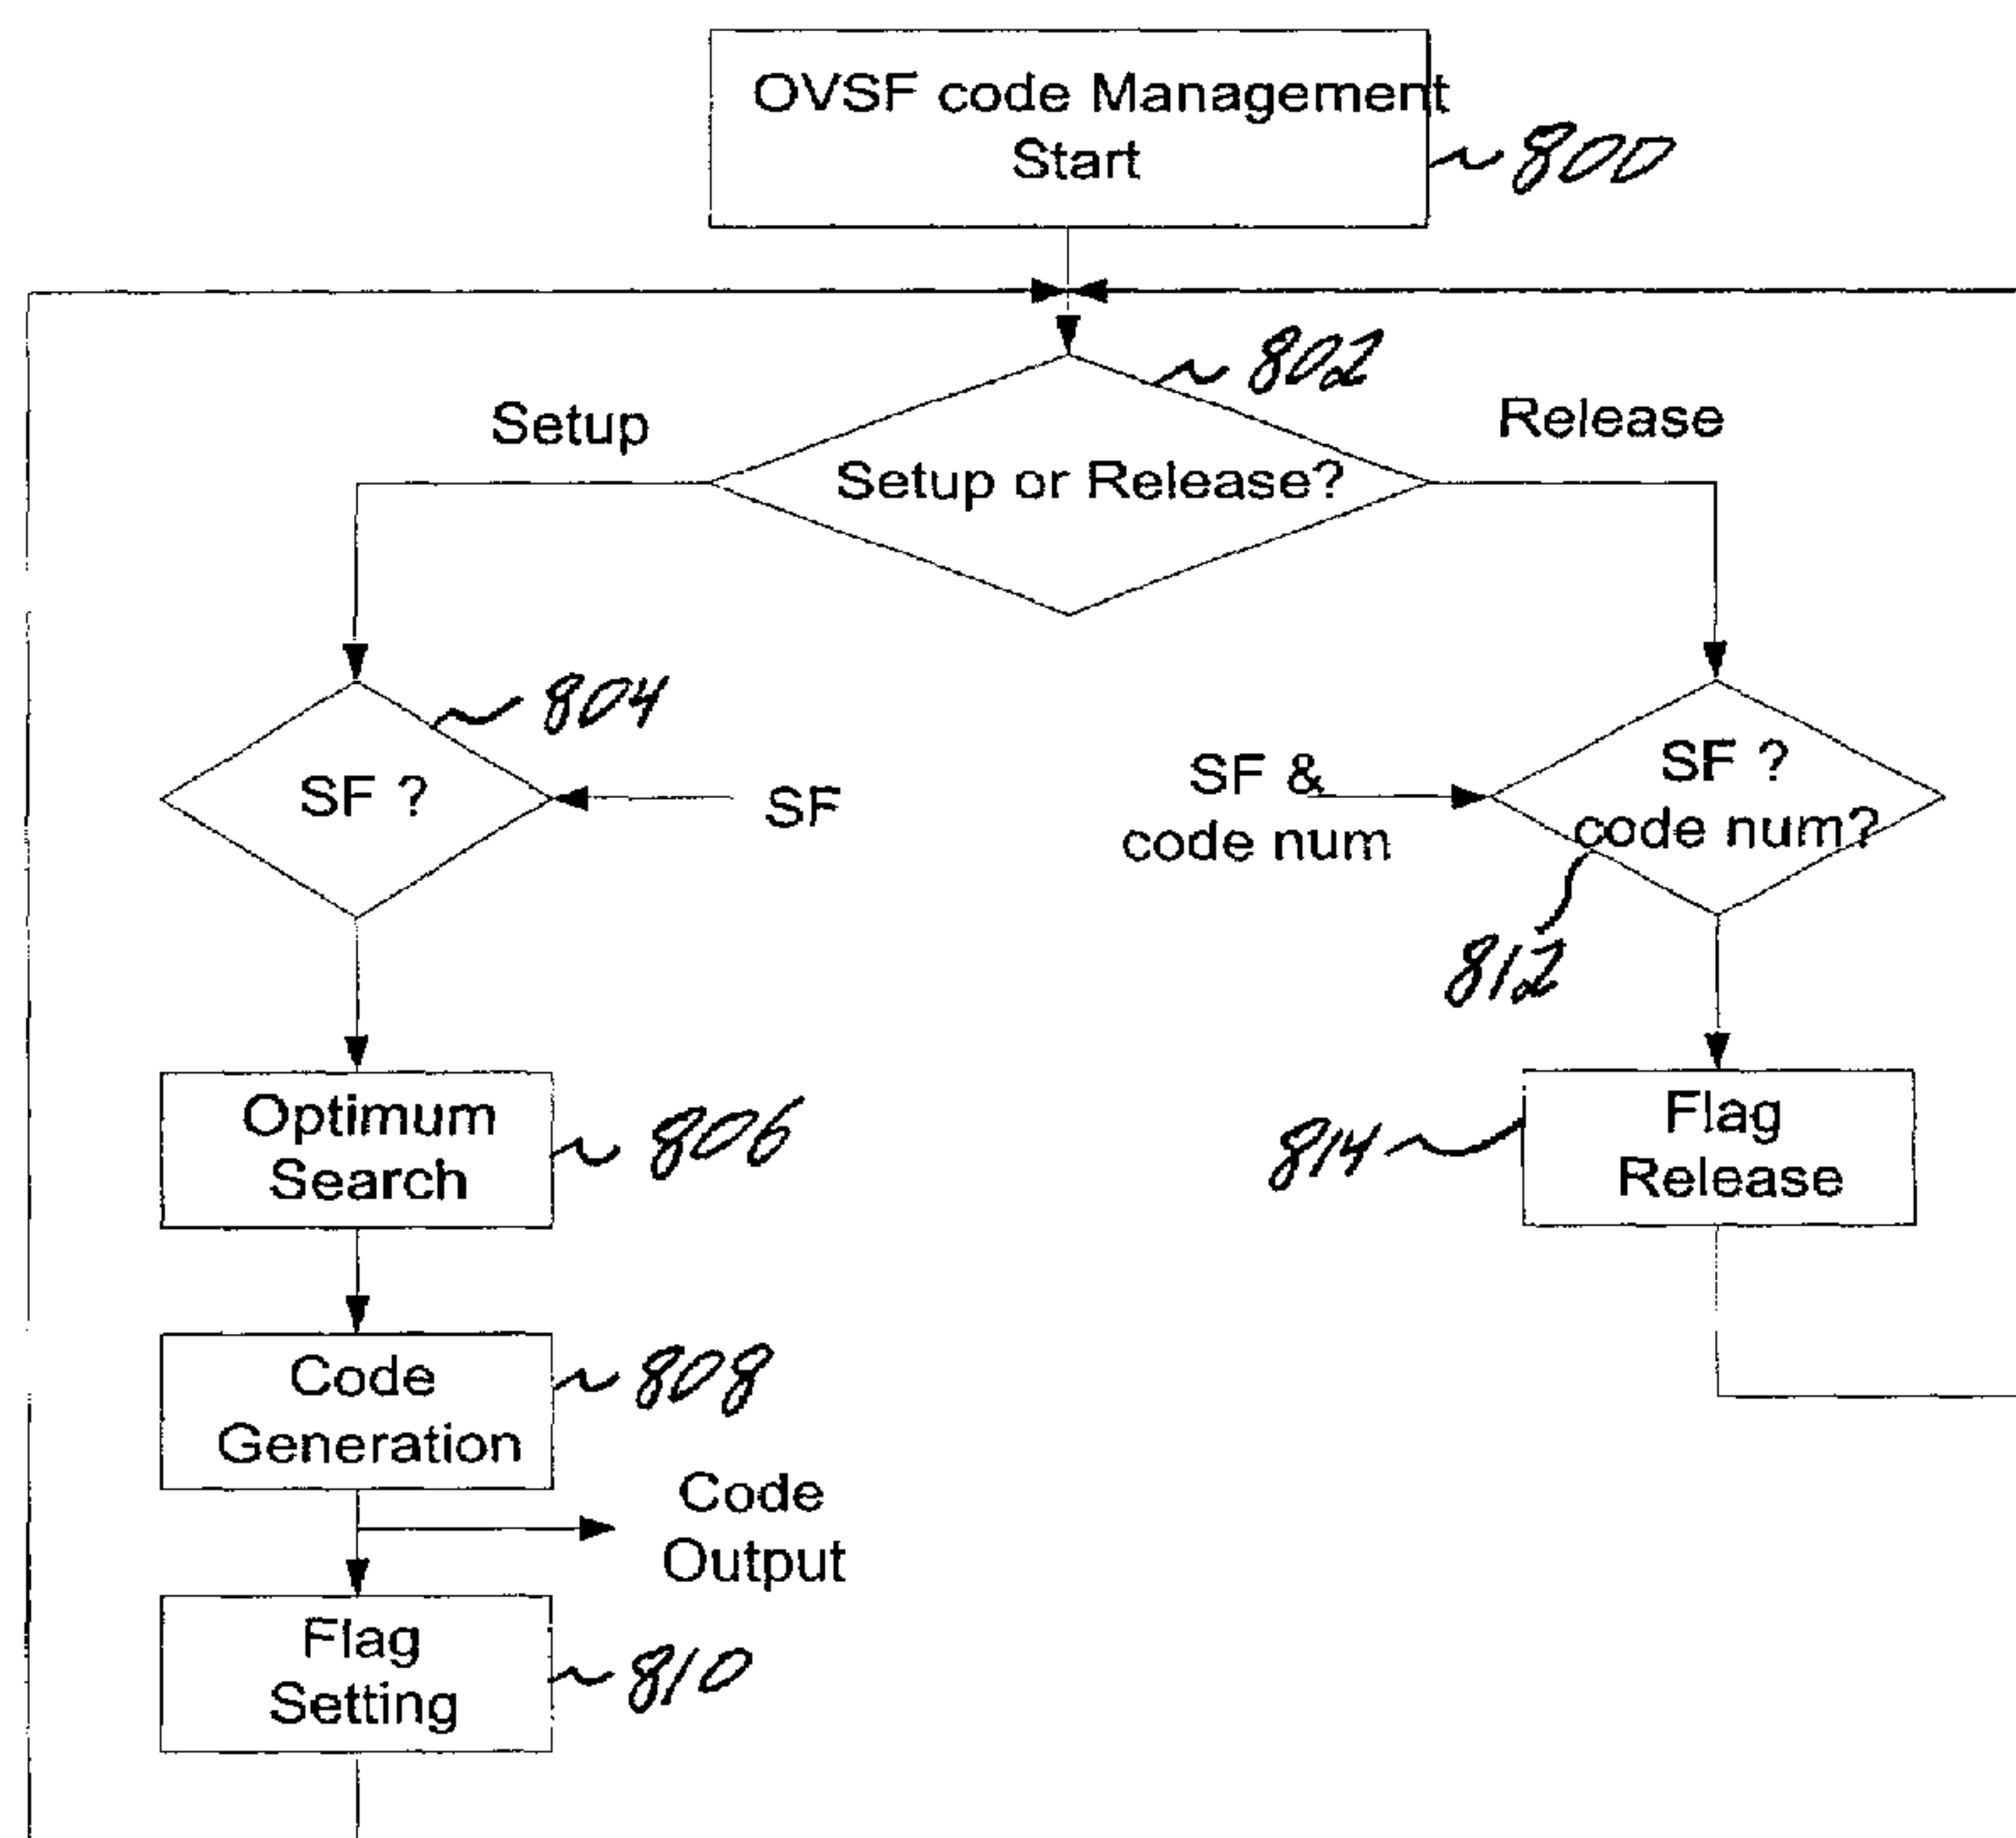 OVSF code Management
Start
~ 800
~ 802
Setup
Release
Setup or Release?
~ 804
SF ?
SF
SF &
code num
SF ?
code num?
812
Optimum
Search
~ 806
814 ~
Flag
Release
Code
Generation
~ 808
Code
Output
Flag
Setting
~ 810